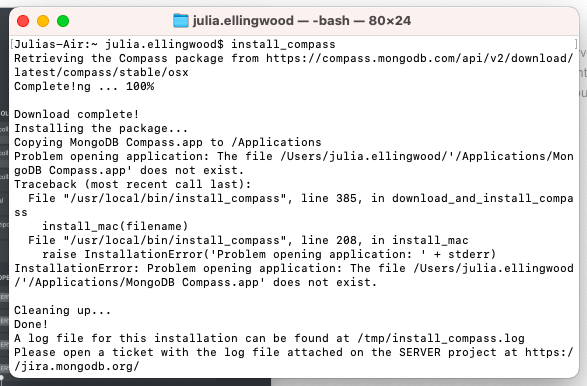 julia.ellingwood — -bash — 80×24
[Julias-Air:~ julia.ellingwood$ install_compass ]
Retrieving the Compass package from https://compass.mongodb.com/api/v2/download/
latest/compass/stable/osx
Complete!ng ... 100%
Download complete!
Installing the package...
Copying MongoDB Compass.app to /Applications
Problem opening application: The file /Users/julia.ellingwood/'/Applications/Mon
goDB Compass.app' does not exist.
Traceback (most recent call last):
  File "/usr/local/bin/install_compass", line 385, in download_and_install_compa
ss
    install_mac(filename)
  File "/usr/local/bin/install_compass", line 208, in install_mac
    raise InstallationError('Problem opening application: ' + stderr)
InstallationError: Problem opening application: The file /Users/julia.ellingwood
/'/Applications/MongoDB Compass.app' does not exist.
Cleaning up...
Done!
A log file for this installation can be found at /tmp/install_compass.log
Please open a ticket with the log file attached on the SERVER project at https:/
/jira.mongodb.org/